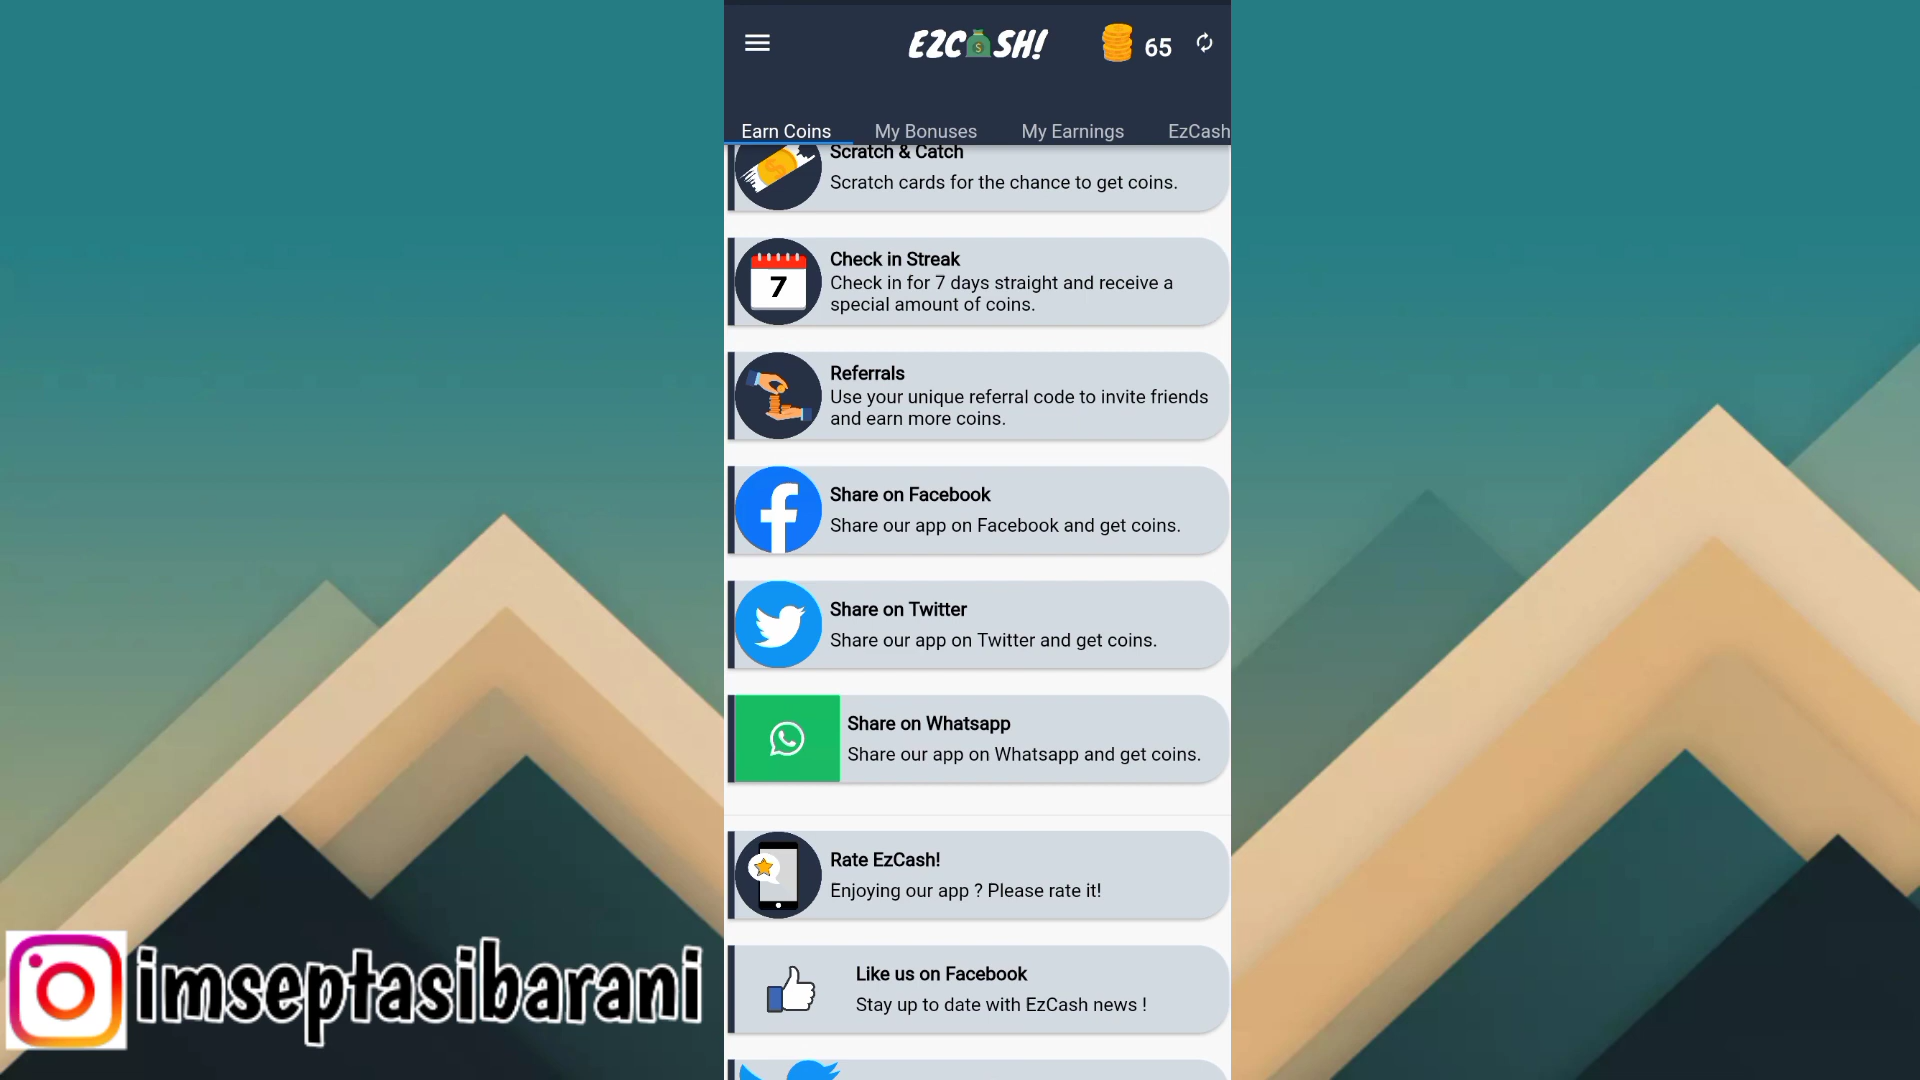 EZCASH!
65
Earn Coins
My Bonuses
My Earnings
EzCash
Scratch & Catch
Scratch cards for the chance to get coins.
7
Check in Streak
Check in for 7 days straight and receive a
special amount of coins.
Referrals
Use your unique referral code to invite friends
and earn more coins.
Share on Facebook
Share our app on Facebook and get coins.
Share on Twitter
Share our app on Twitter and get coins.
Share on Whatsapp
Share our app on Whatsapp and get coins.
Rate EzCash!
Enjoying our app ? Please rate it!
Like us on Facebook
Stay up to date with EzCash news !
imseptasibarani